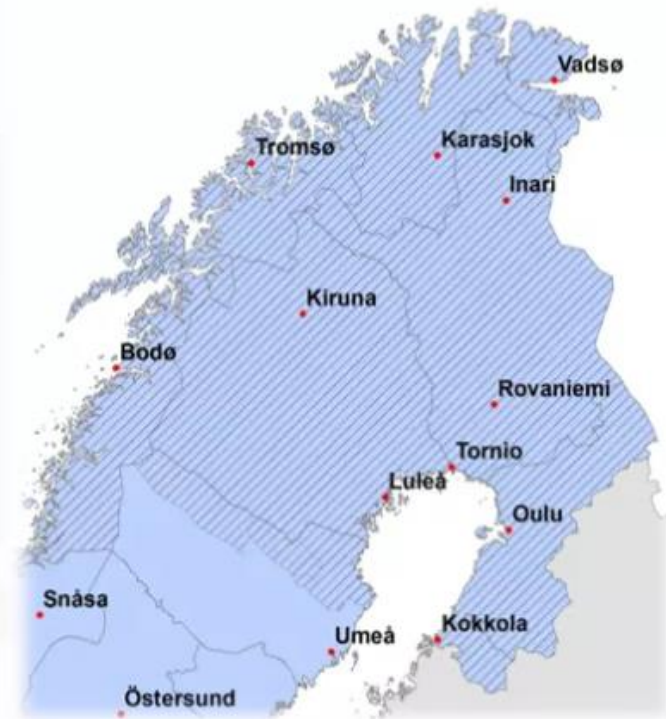 Vadsø
Karasjok
Tromsø
Inari
Kiruna
Bodø
Rovaniemi
Tornio
Luleå
Oulu
Snåsa
Umeå
Kokkola
Östersund